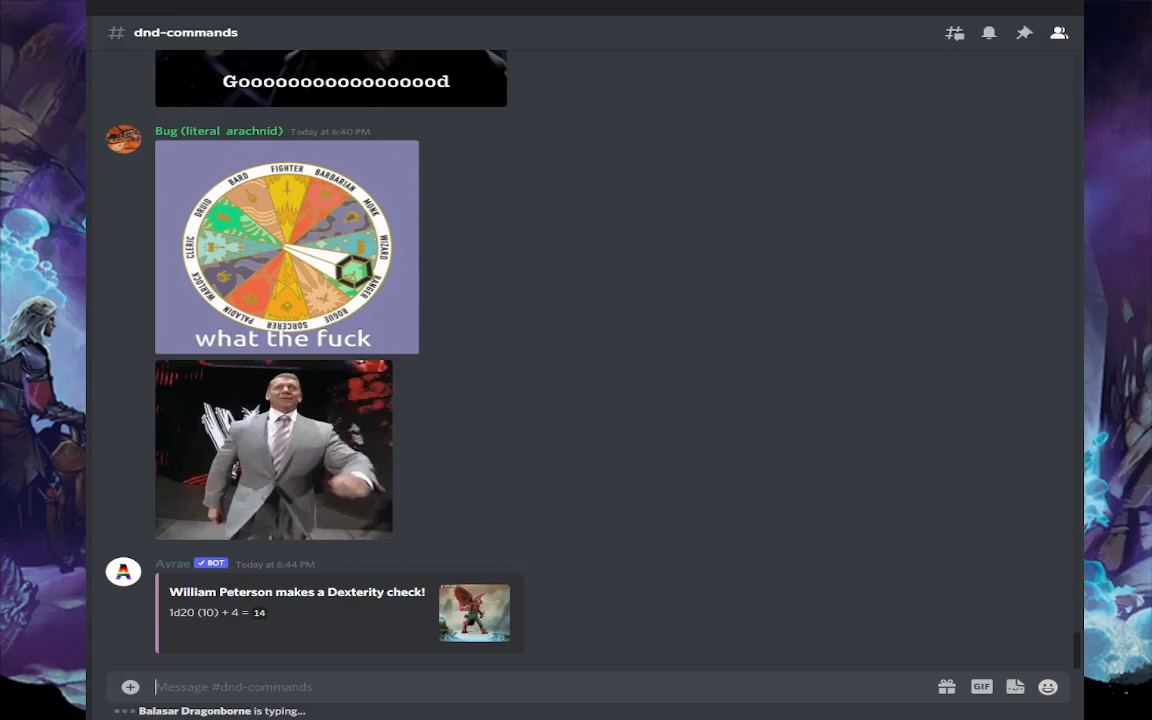 dnd-commands
Goooooooooooooooood
Bug (literal arachnid) Today at 6:40 PM
FIGHTER
BARBARIAN
MONK
WIZARD
RANGER
ROGUE
SORCERER
PALADIN
WARLOCK
CLERIC
DRUID
BARD
what the fuck
Avrae BOT Today at 6:44 PM
A
William Peterson makes a Dexterity check!
1d20 (10) + 4 = 14
Message #dnd-commands
GIF
Balasar Dragonborne is typing...